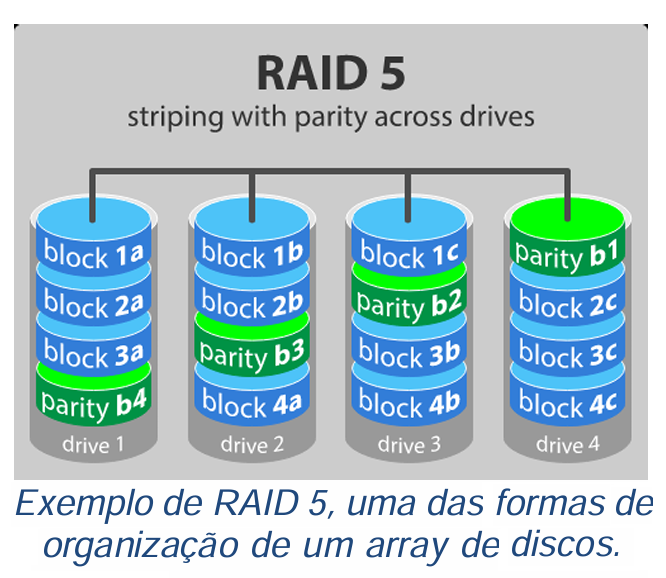 RAID 5
striping with parity across drives
block 1a
block 2a
block 3a
parity b4
drive 1
block 1b
block 2b
parity b3
block 4a
drive 2
block 1c
parity b2
block 3b
block 4b
drive 3
parity b1
block 2c
block 3c
block 4c
drive 4
Exemplo de RAID 5, uma das formas de
organização de um array de discos.